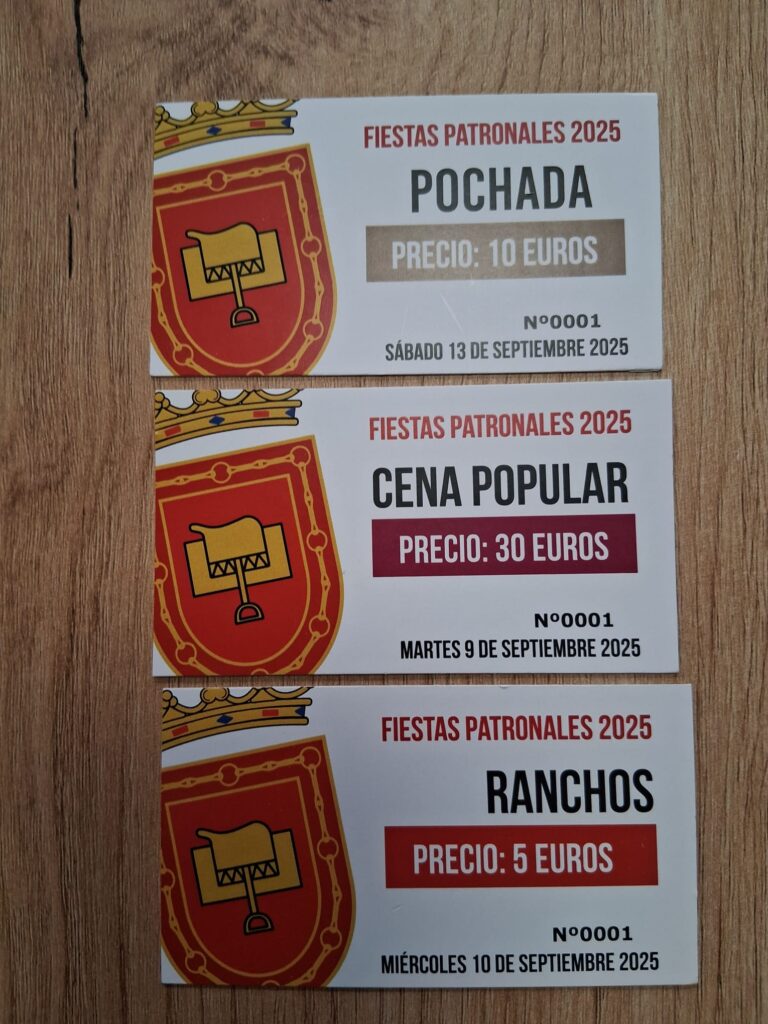 FIESTAS PATRONALES 2025
POCHADA
PRECIO: 10 EUROS
Nº0001
SÁBADO 13 DE SEPTIEMBRE 2025
FIESTAS PATRONALES 2025
CENA POPULAR
PRECIO: 30 EUROS
Nº0001
MARTES 9 DE SEPTIEMBRE 2025
FIESTAS PATRONALES 2025
RANCHOS
PRECIO: 5 EUROS
Nº0001
MIÉRCOLES 10 DE SEPTIEMBRE 2025